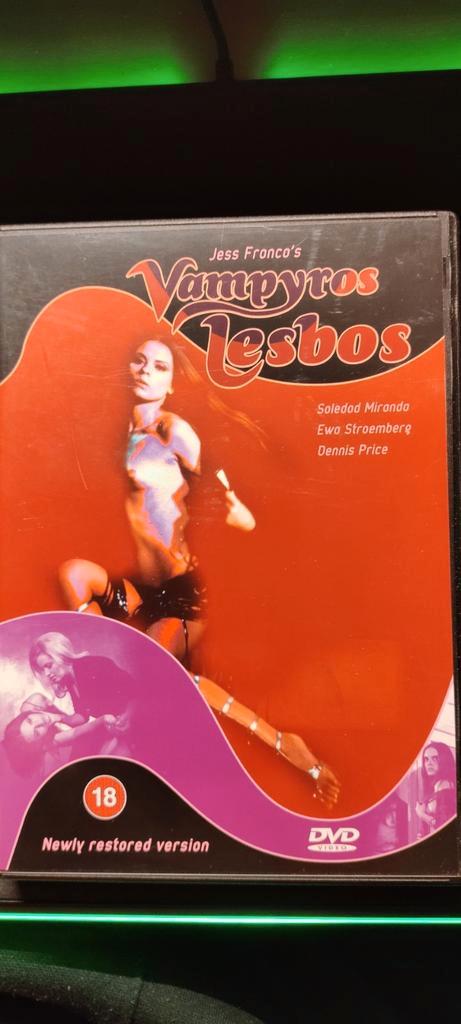 Jess Franco's
Vampyros
Lesbos
Soledad Miranda
Ewa Stroemberg
Dennis Price
18
Newly restored version
DVD
VIDEO